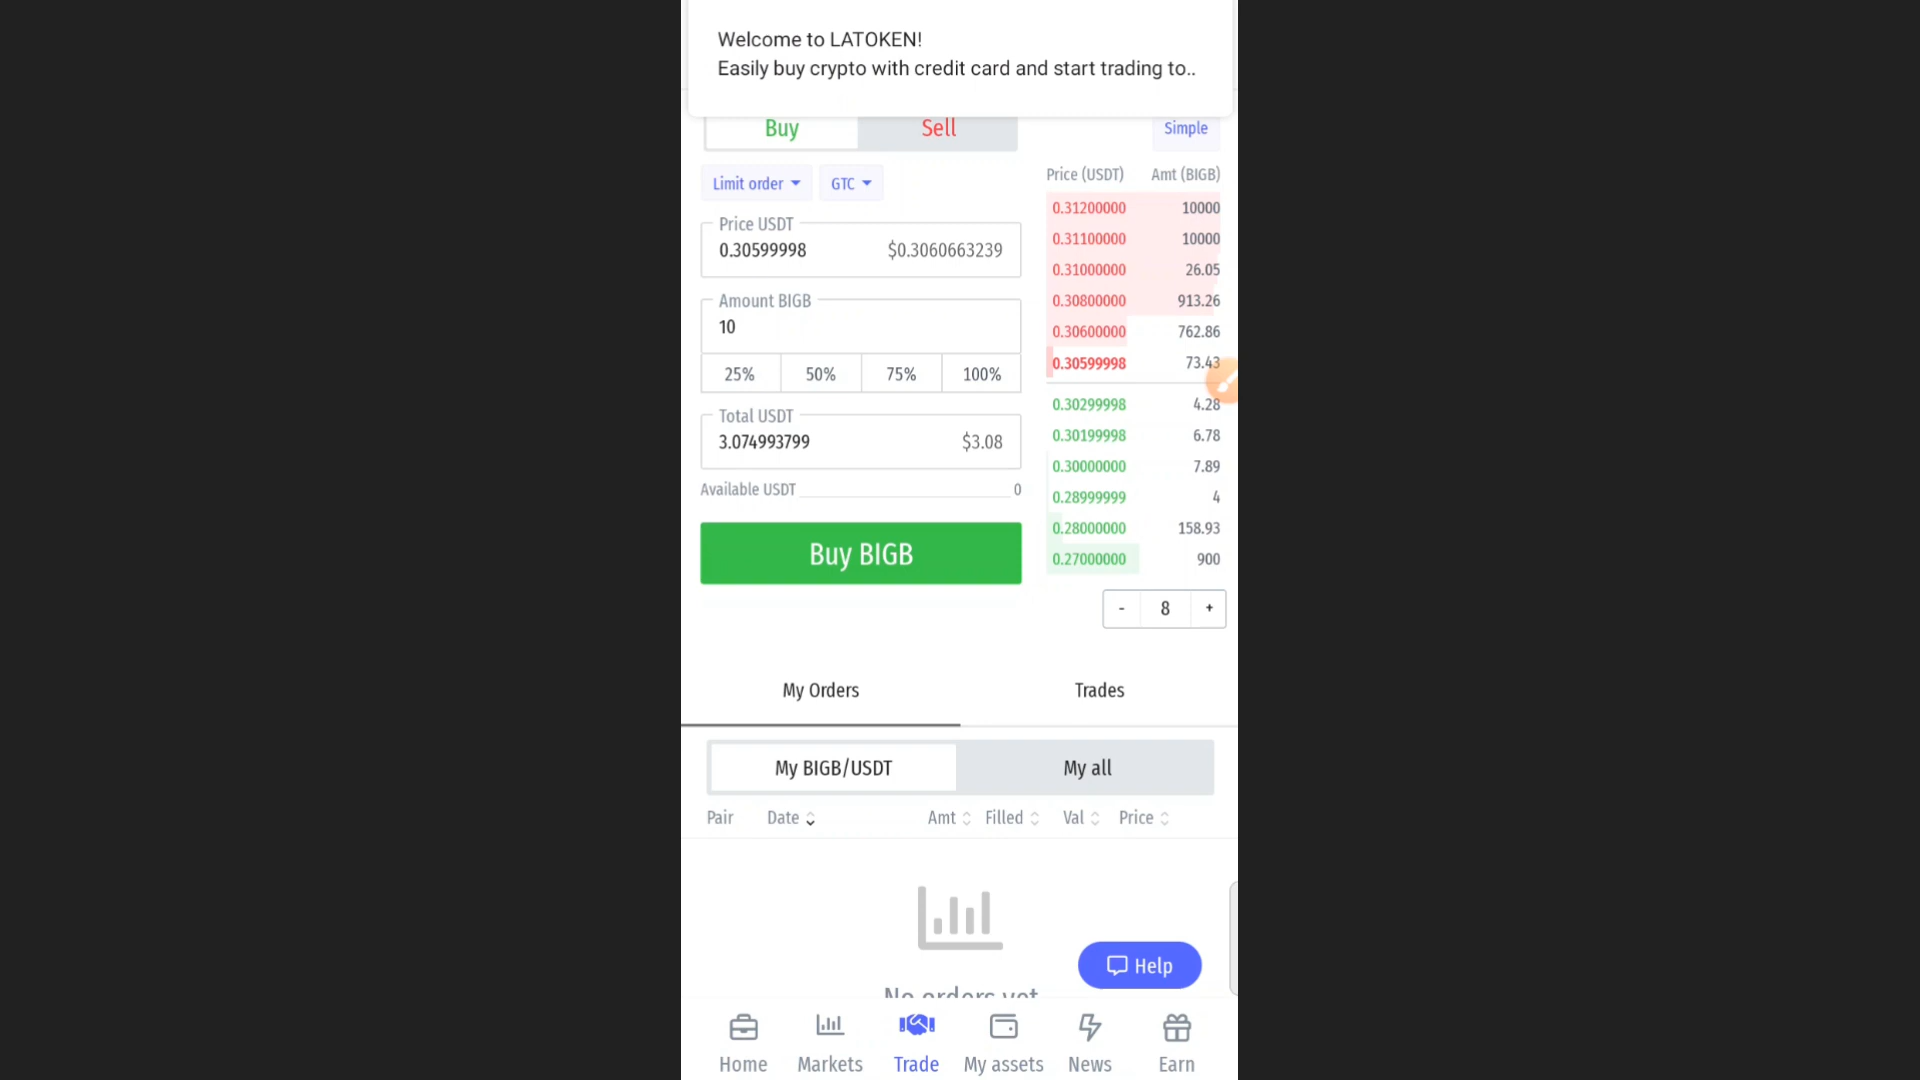 Welcome to LATOKEN!
Easily buy crypto with credit card and start trading to..
Buy Sell Simple
Limit order GTC
Price (USDT) Amt (BIGB)
Price USDT
0.30599998 $0.3060663239
Amount BIGB
10
25% 50% 75% 100%
Total USDT
3.074993799 $3.08
Available USDT 0
Buy BIGB
0.31200000 10000
0.31100000 10000
0.31000000 26.05
0.30800000 913.26
0.30600000 762.86
0.30599998 73.43
0.30299998 4.28
0.30199998 6.78
0.30000000 7.89
0.28999999 4
0.28000000 158.93
0.27000000 900
- 8 +
My Orders Trades
My BIGB/USDT My all
Pair Date Amt Filled Val Price
No orders yet
Help
Home Markets Trade My assets News Earn